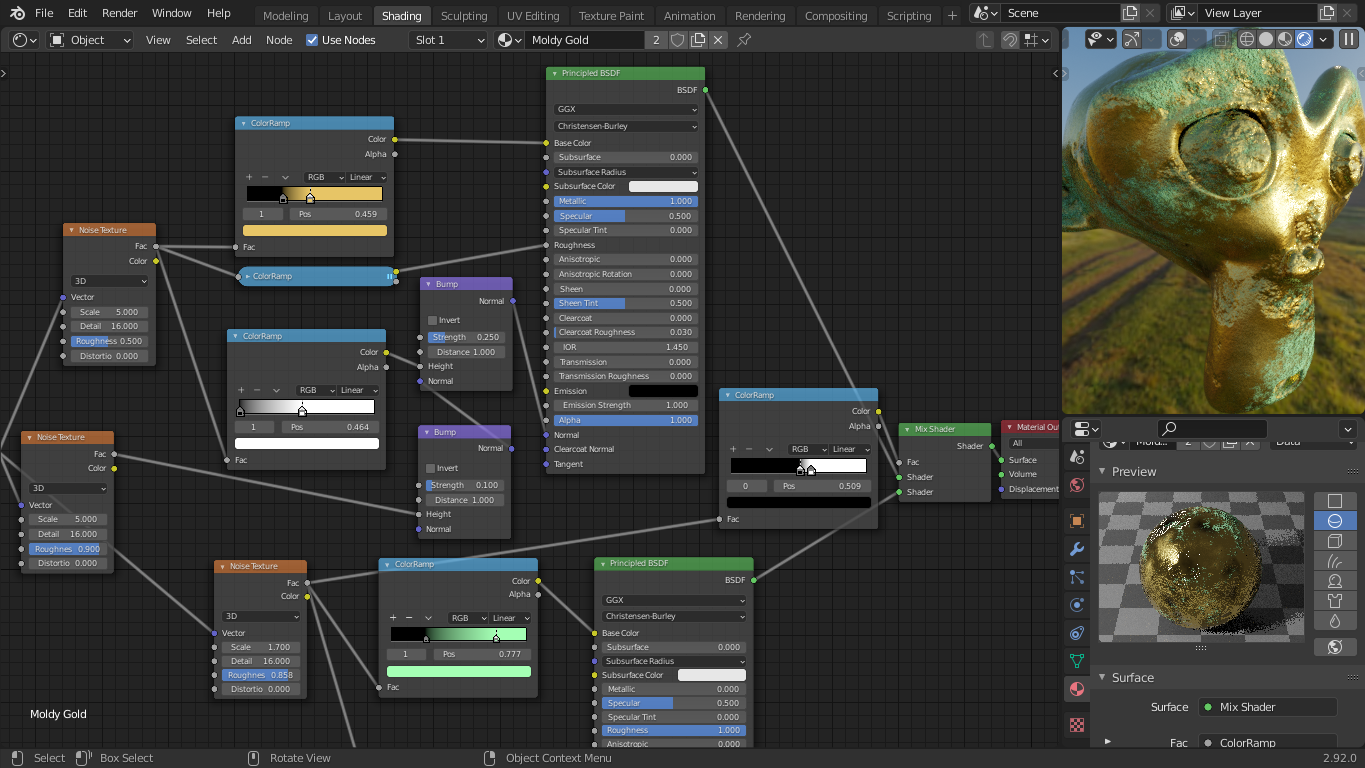 File Edit Render Window Help Modeling Layout Shading Sculpting UV Editing Texture Paint Animation Rendering Compositing Scripting + Scene View Layer
Object View Select Add Node Use Nodes Slot 1 Moldy Gold 2
Principled BSDF
BSDF
GGX
Christensen-Burley
Base Color
Subsurface 0.000
Subsurface Radius
Subsurface Color
Metallic 1.000
Specular 0.500
Specular Tint 0.000
Roughness
Anisotropic 0.000
Anisotropic Rotation 0.000
Sheen 0.000
Sheen Tint 0.500
Clearcoat 0.000
Clearcoat Roughness 0.030
IOR 1.450
Transmission 0.000
Transmission Roughness 0.000
Emission
Emission Strength 1.000
Alpha 1.000
Normal
Clearcoat Normal
Tangent
ColorRamp
Color
Alpha
RGB Linear
1 Pos 0.459
Fac
ColorRamp
Noise Texture
Fac
Color
3D
Vector
Scale 5.000
Detail 16.000
Roughness 0.500
Distortio 0.000
ColorRamp
Color
Alpha
RGB Linear
1 Pos 0.464
Fac
Bump
Normal
Invert
Strength 0.250
Distance 1.000
Height
Normal
Bump
Normal
Invert
Strength 0.100
Distance 1.000
Height
Normal
Noise Texture
Fac
Color
3D
Vector
Scale 5.000
Detail 16.000
Roughnes 0.900
Distortio 0.000
ColorRamp
Color
Alpha
RGB Linear
0 Pos 0.509
Fac
Mix Shader
Shader
Fac
Shader
Shader
Material Out
All
Surface
Volume
Displacement
Noise Texture
Fac
Color
3D
Vector
Scale 1.700
Detail 16.000
Roughnes 0.858
Distortio 0.000
ColorRamp
Color
Alpha
RGB Linear
1 Pos 0.777
Fac
Principled BSDF
BSDF
GGX
Christensen-Burley
Base Color
Subsurface 0.000
Subsurface Radius
Subsurface Color
Metallic 0.000
Specular 0.500
Specular Tint 0.000
Roughness 1.000
Anisotropic 0.000
Moldy Gold
Preview
Surface
Surface Mix Shader
Fac ColorRamp
Select Box Select Rotate View Object Context Menu 2.92.0